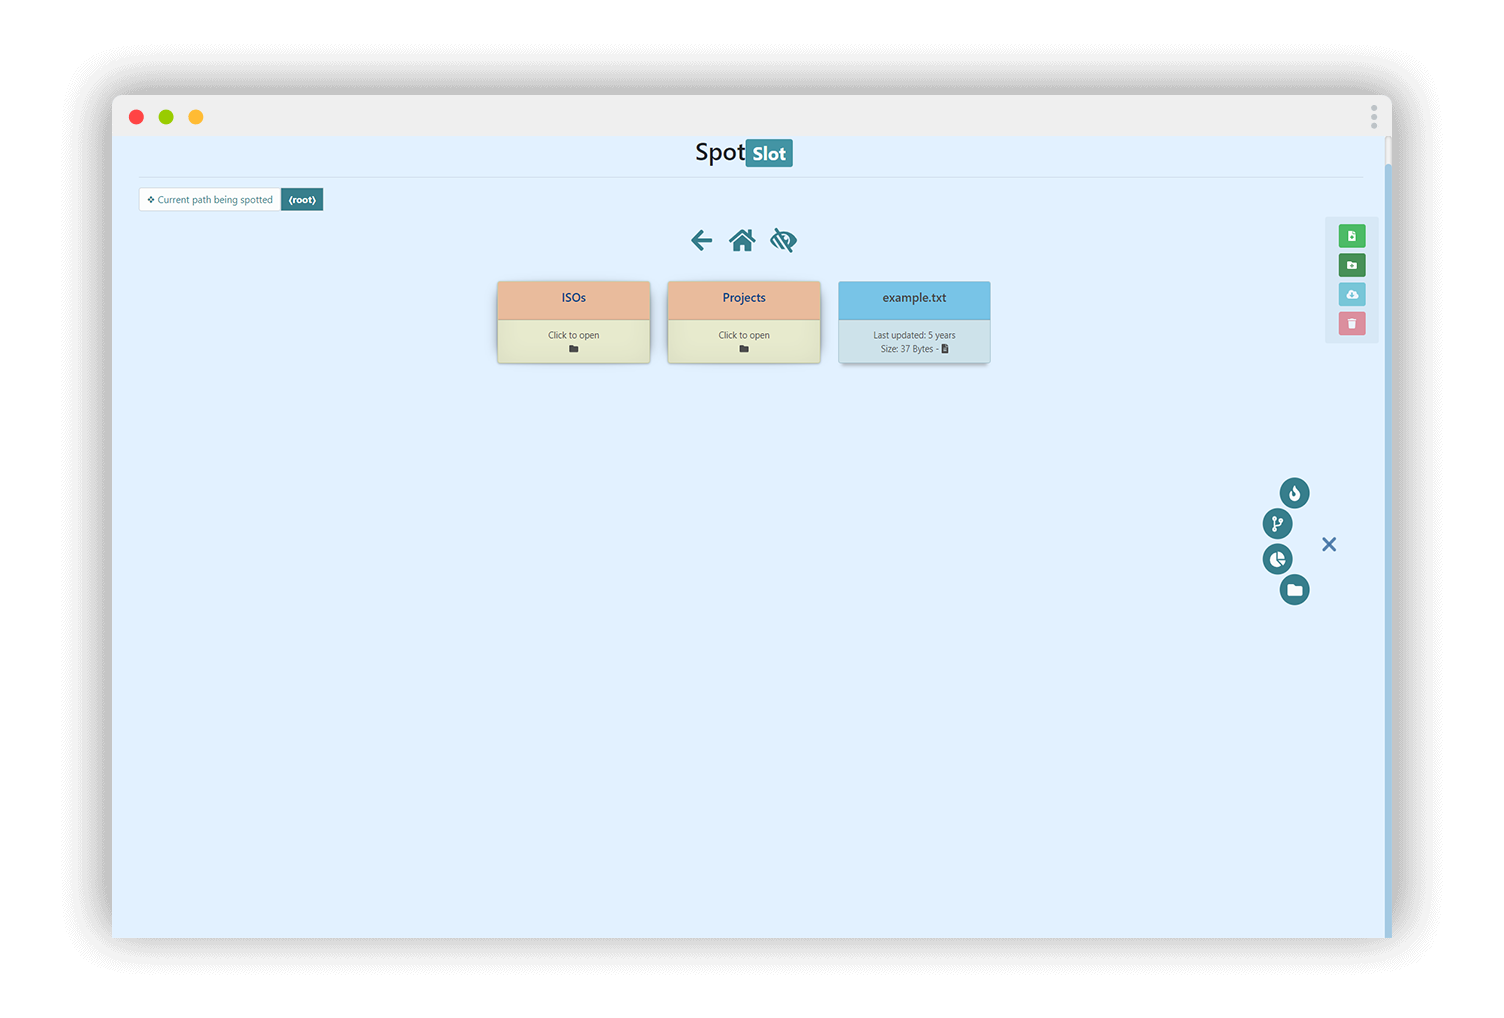 Spot Slot
❖ Current path being spotted (root)
ISOs
Click to open
Projects
Click to open
example.txt
Last updated: 5 years
Size: 37 Bytes -